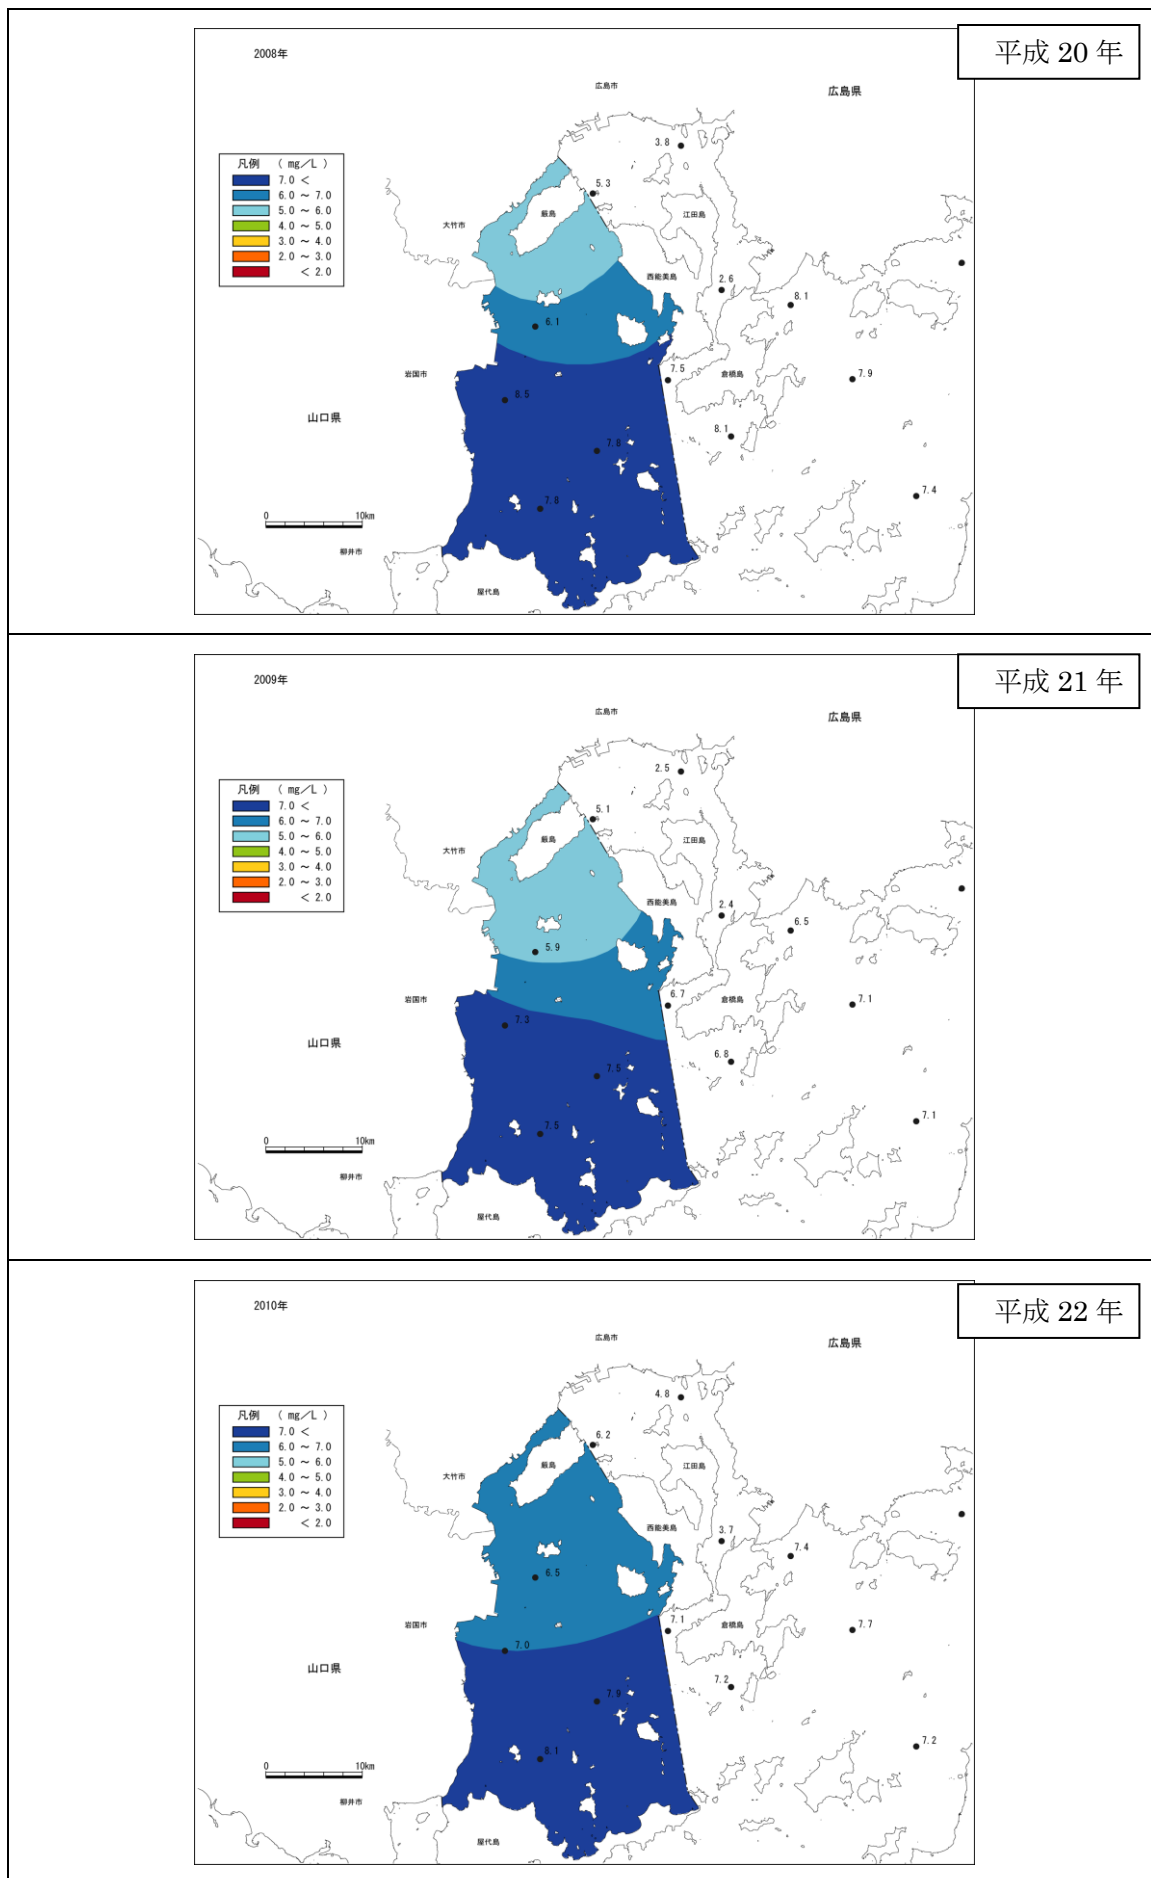 平成 20 年
2008年
広島市
広島県
3.8
凡例 ( mg/L )
7.0 <
6.0 ~ 7.0
5.0 ~ 6.0
4.0 ~ 5.0
3.0 ~ 4.0
2.0 ~ 3.0
< 2.0
5.3
厳島
江田島
大竹市
西能美島
2.6
8.1
6.1
岩国市
7.5
倉橋島
7.9
8.5
山口県
8.1
7.8
7.4
7.8
0 10km
柳井市
屋代島
平成 21 年
2009年
広島市
広島県
2.5
凡例 ( mg/L )
7.0 <
6.0 ~ 7.0
5.0 ~ 6.0
4.0 ~ 5.0
3.0 ~ 4.0
2.0 ~ 3.0
< 2.0
5.1
厳島
江田島
大竹市
西能美島
2.4
6.5
5.9
岩国市
6.7
倉橋島
7.1
7.3
山口県
6.8
7.5
7.1
7.5
0 10km
柳井市
屋代島
平成 22 年
2010年
広島市
広島県
4.8
凡例 ( mg/L )
7.0 <
6.0 ~ 7.0
5.0 ~ 6.0
4.0 ~ 5.0
3.0 ~ 4.0
2.0 ~ 3.0
< 2.0
6.2
厳島
江田島
大竹市
西能美島
3.7
7.4
6.5
岩国市
7.1
倉橋島
7.7
7.0
山口県
7.2
7.9
7.2
8.1
0 10km
柳井市
屋代島